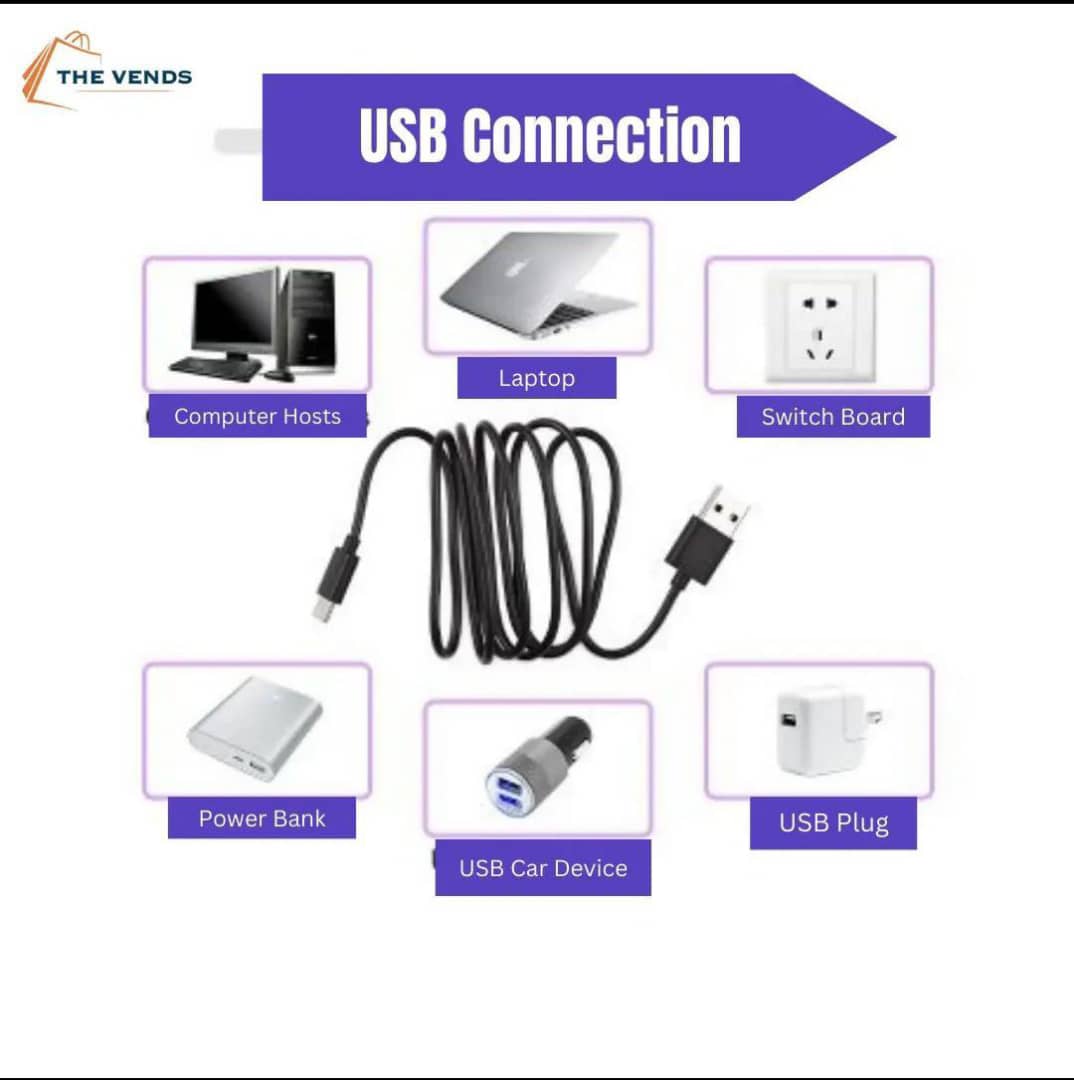 THE VENDS
USB Connection
Laptop
Computer Hosts
Switch Board
Power Bank
USB Plug
USB Car Device